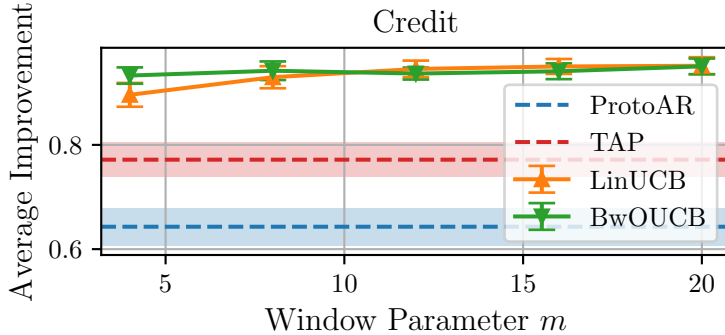 Credit
Average Improvement
0.8
0.6
ProtoAR
TAP
LinUCB
BwOUCB
5
10
15
20
Window Parameter m